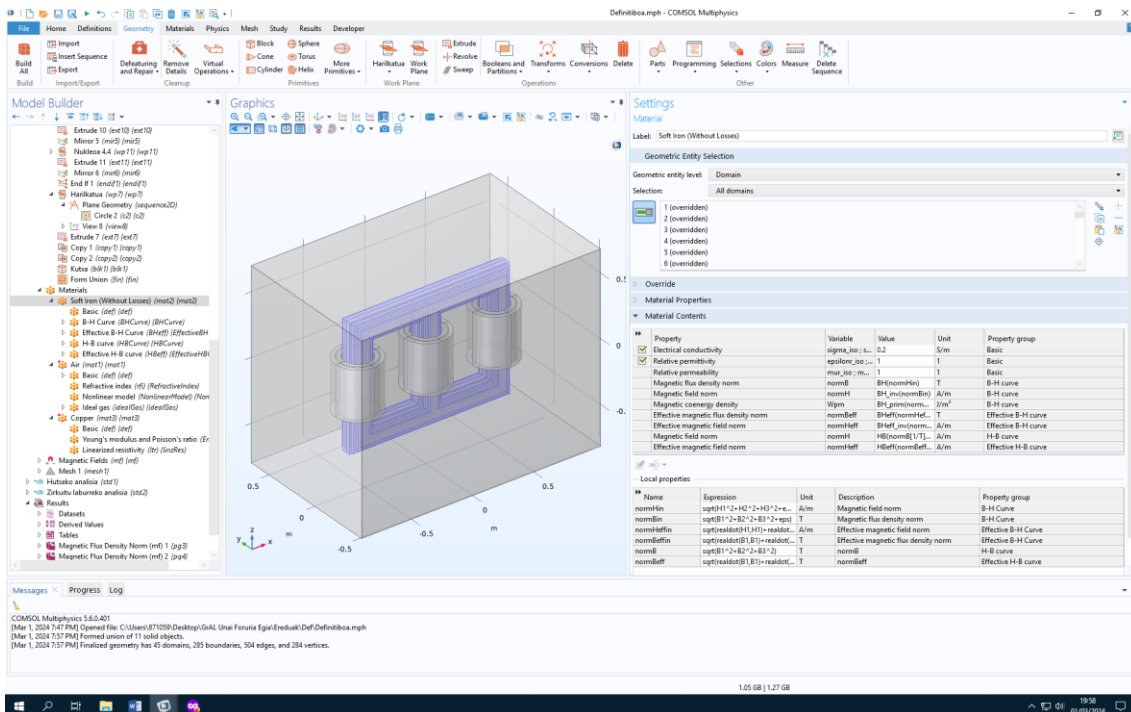 Definitiboa.mph - COMSOL Multiphysics
File Home Definitions Geometry Materials Physics Mesh Study Results Developer
Build All
Import
Insert Sequence
Export
Defeaturing and Repair
Remove Details
Virtual Operations
Block Sphere
Cone Torus
Cylinder Helix
More Primitives
Harilkatua
Work Plane
Extrude
Revolve
Sweep
Booleans and Partitions
Transforms
Conversions
Delete
Parts
Programming
Selections
Colors
Measure
Delete Sequence
Build Import/Export Cleanup Primitives Work Plane Operations Other
Model Builder
Extrude 10 (ext10) {ext10}
Mirror 5 (mir5) {mir5}
Nukleoa 4.4 (wp11) {wp11}
Extrude 11 (ext11) {ext11}
Mirror 6 (mir6) {mir6}
End If 1 (endif1) {endif1}
Harilkatua (wp7) {wp7}
Plane Geometry (sequence2D)
Circle 2 (c2) {c2}
View 8 (view8)
Extrude 7 (ext7) {ext7}
Copy 1 (copy1) {copy1}
Copy 2 (copy2) {copy2}
Kutxa (blk1) {blk1}
Form Union (fin) {fin}
Materials
Soft Iron (Without Losses) (mat2) {mat2}
Basic (def) {def}
B-H Curve (BHCurve) {BHCurve}
Effective B-H Curve (BHeff) {EffectiveBH
H-B curve (HBCurve) {HBCurve}
Effective H-B curve (HBeff) {EffectiveHB
Air (mat1) {mat1}
Basic (def) {def}
Refractive index (rfi) {RefractiveIndex}
Nonlinear model (NonlinearModel) {Non
Ideal gas (idealGas) {idealGas}
Copper (mat3) {mat3}
Basic (def) {def}
Young's modulus and Poisson's ratio (En
Linearized resistivity (ltr) {linzRes}
Magnetic Fields (mf) {mf}
Mesh 1 {mesh1}
Hutseko analisia {std1}
Zirkuitu laburreko analisia {std2}
Results
Datasets
Derived Values
Tables
Magnetic Flux Density Norm (mf) 1 {pg3}
Magnetic Flux Density Norm (mf) 2 {pg4}
Graphics
0.5
0
-0.5
m
0
0.5
m
0
z
y x
Settings
Material
Label: Soft Iron (Without Losses)
Geometric Entity Selection
Geometric entity level: Domain
Selection: All domains
1 (overridden)
2 (overridden)
3 (overridden)
4 (overridden)
5 (overridden)
6 (overridden)
Override
Material Properties
Material Contents
Property Variable Value Unit Property group
Electrical conductivity sigma_iso ; s... 0.2 S/m Basic
Relative permittivity epsilonr_iso ;... 1 1 Basic
Relative permeability mur_iso ; m... 1 Basic
Magnetic flux density norm normB BH(normHin) T B-H curve
Magnetic field norm normH BH_inv(normBin) A/m B-H curve
Magnetic coenergy density Wpm BH_prim(norm... J/m³ B-H curve
Effective magnetic flux density norm normBeff BHeff(normHef... T Effective B-H curve
Effective magnetic field norm normHeff BHeff_inv(norm... A/m Effective B-H curve
Magnetic field norm normH HB(normB[1/T]... A/m H-B curve
Effective magnetic field norm normHeff HBeff(normBeff... A/m Effective H-B curve
Local properties
Name Expression Unit Description Property group
normHin sqrt(H1^2+H2^2+H3^2+e... A/m Magnetic field norm B-H Curve
normBin sqrt(B1^2+B2^2+B3^2+eps) T Magnetic flux density norm B-H Curve
normHeffin sqrt(realdot(H1,H1)+realdot... A/m Effective magnetic field norm Effective B-H Curve
normBeffin sqrt(realdot(B1,B1)+realdot(... T Effective magnetic flux density norm Effective B-H Curve
normB sqrt(B1^2+B2^2+B3^2) T normB H-B curve
normBeff sqrt(realdot(B1,B1)+realdot(... T normBeff Effective H-B curve
Messages Progress Log
COMSOL Multiphysics 5.6.0.401
[Mar 1, 2024 7:47 PM] Opened file: C:\Users\871059\Desktop\GrAL Unai Foruria Egia\Ereduak\Def\Definitiboa.mph
[Mar 1, 2024 7:57 PM] Formed union of 11 solid objects.
[Mar 1, 2024 7:57 PM] Finalized geometry has 45 domains, 285 boundaries, 504 edges, and 284 vertices.
1.05 GB | 1.27 GB
19:58
01/03/2024